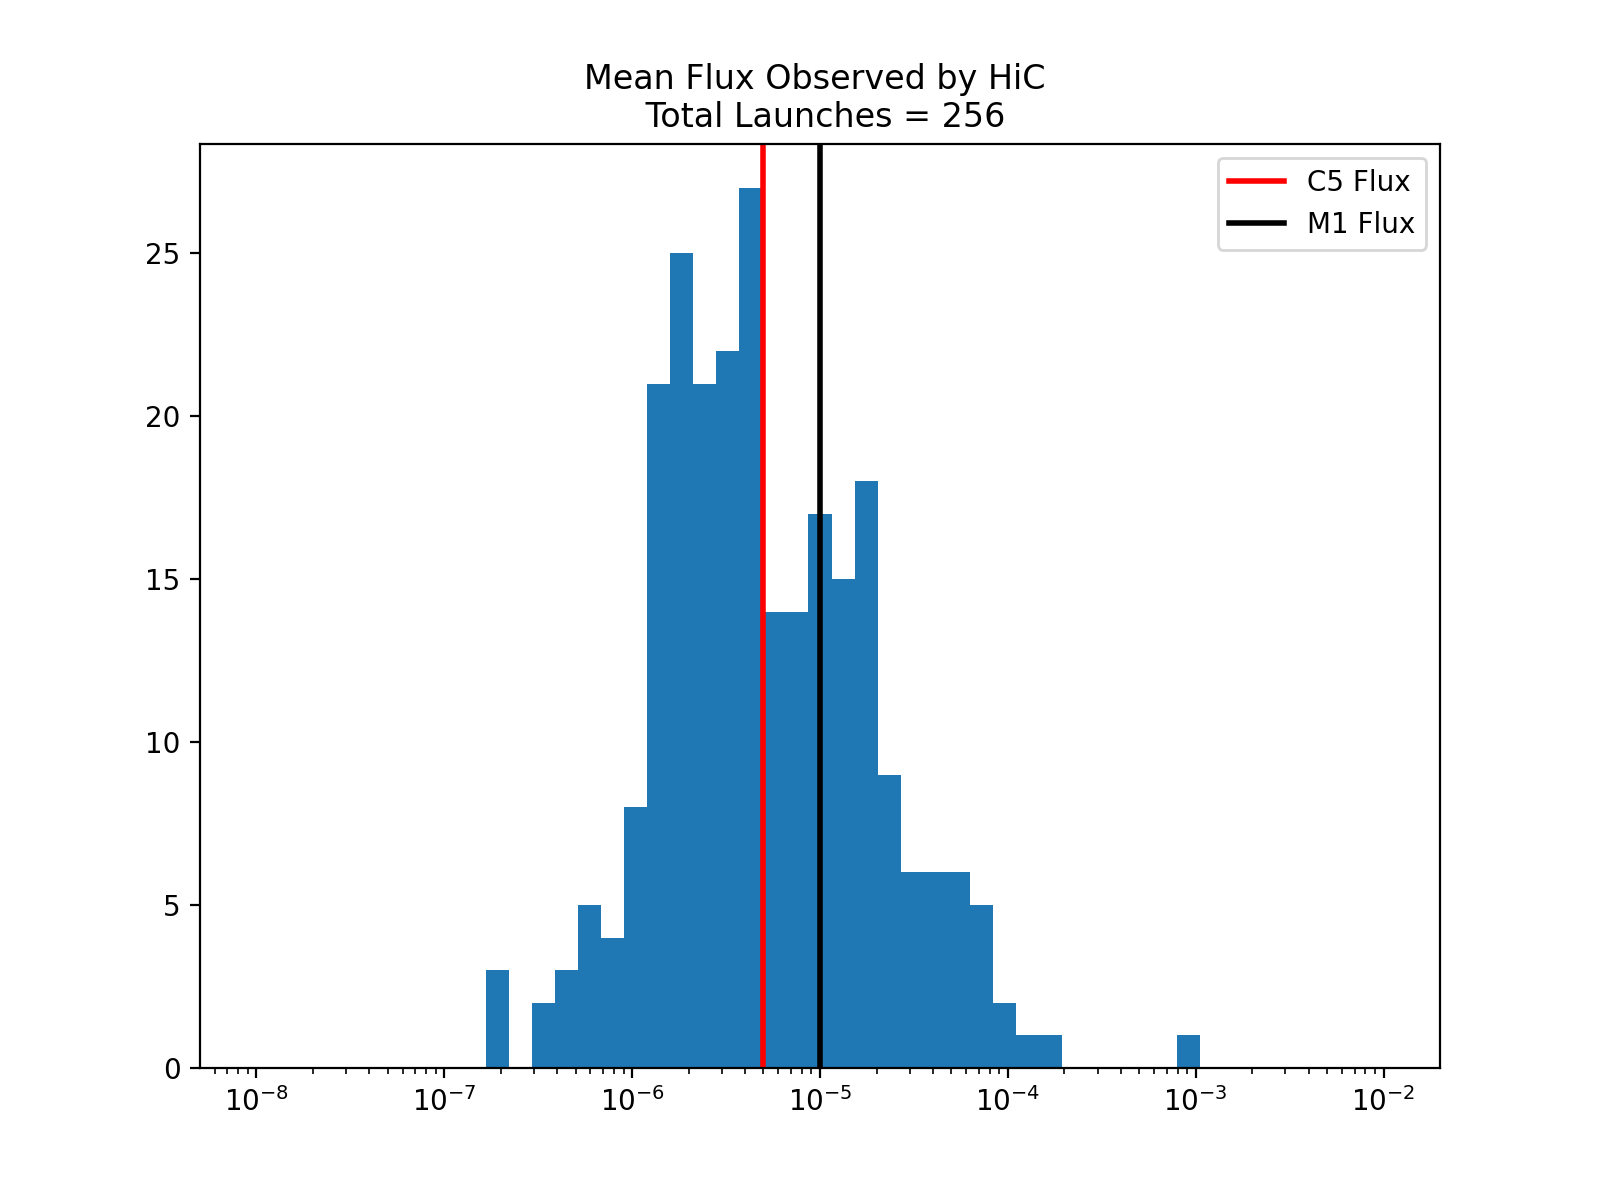 Mean Flux Observed by HiC
Total Launches = 256
C5 Flux
M1 Flux
25
20
15
10
5
0
10⁻⁸ 10⁻⁷ 10⁻⁶ 10⁻⁵ 10⁻⁴ 10⁻³ 10⁻²